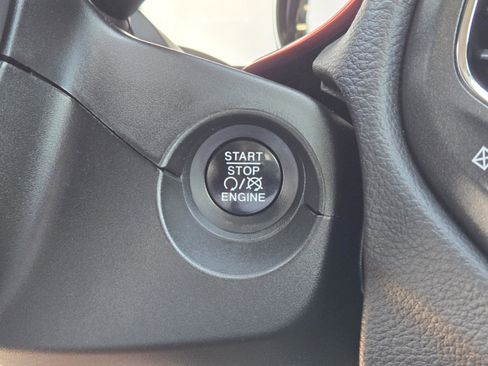 START
STOP
/
ENGINE